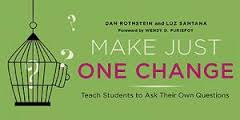 DAN ROTHSTEIN and LUZ SANTANA
Foreword by WENDY D. PURIEFOY
MAKE JUST
ONE CHANGE
Teach Students to Ask Their Own Questions
? ? ?